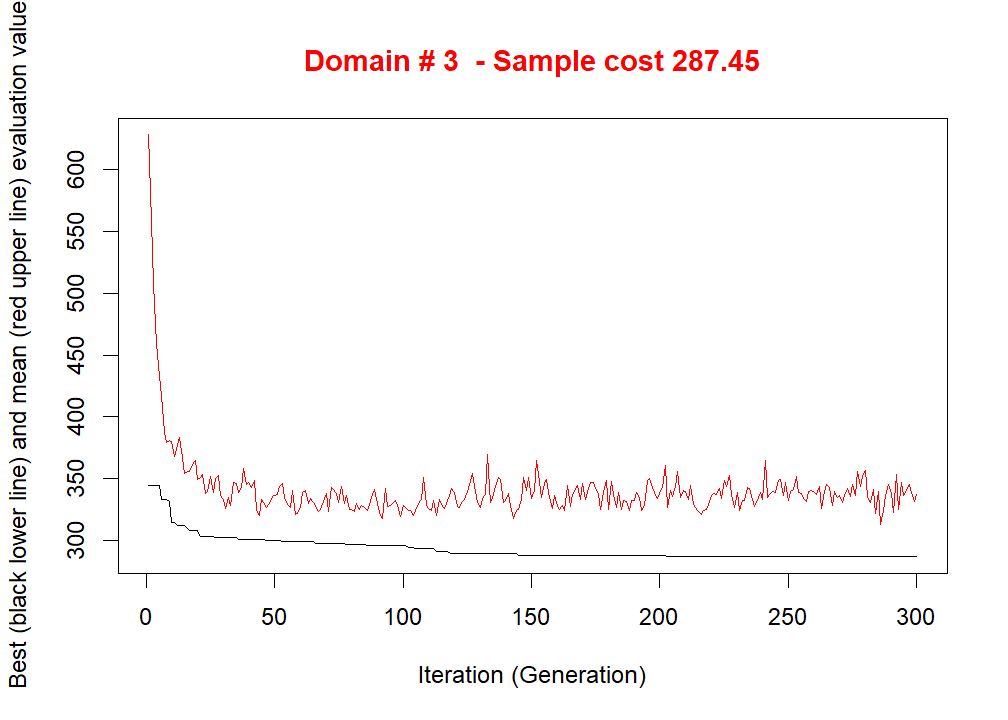 Domain # 3 - Sample cost 287.45
Best (black lower line) and mean (red upper line) evaluation value
600
550
500
450
400
350
300
0 50 100 150 200 250 300
Iteration (Generation)